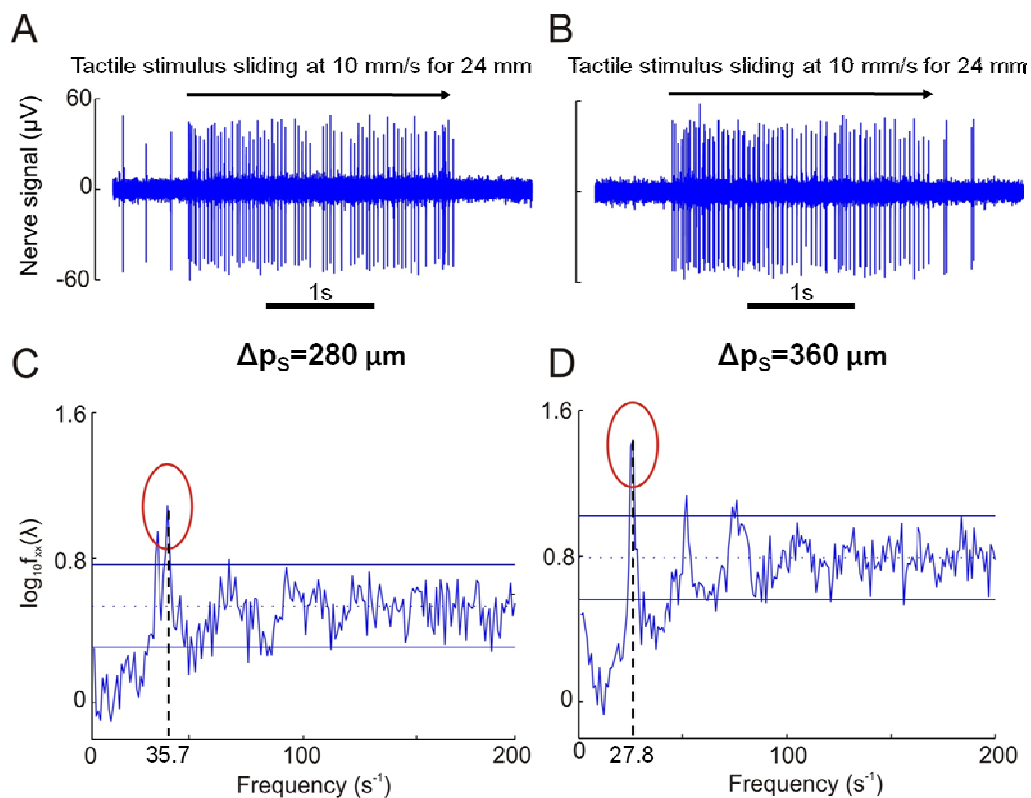 A
Tactile stimulus sliding at 10 mm/s for 24 mm
60
0
-60
Nerve signal (µV)
1s
B
Tactile stimulus sliding at 10 mm/s for 24 mm
1s
C
Δp_S=280 µm
1.6
0.8
0
log₁₀f_xx(λ)
0
35.7
100
200
Frequency (s⁻¹)
D
Δp_S=360 µm
1.6
0.8
0
0
27.8
100
200
Frequency (s⁻¹)